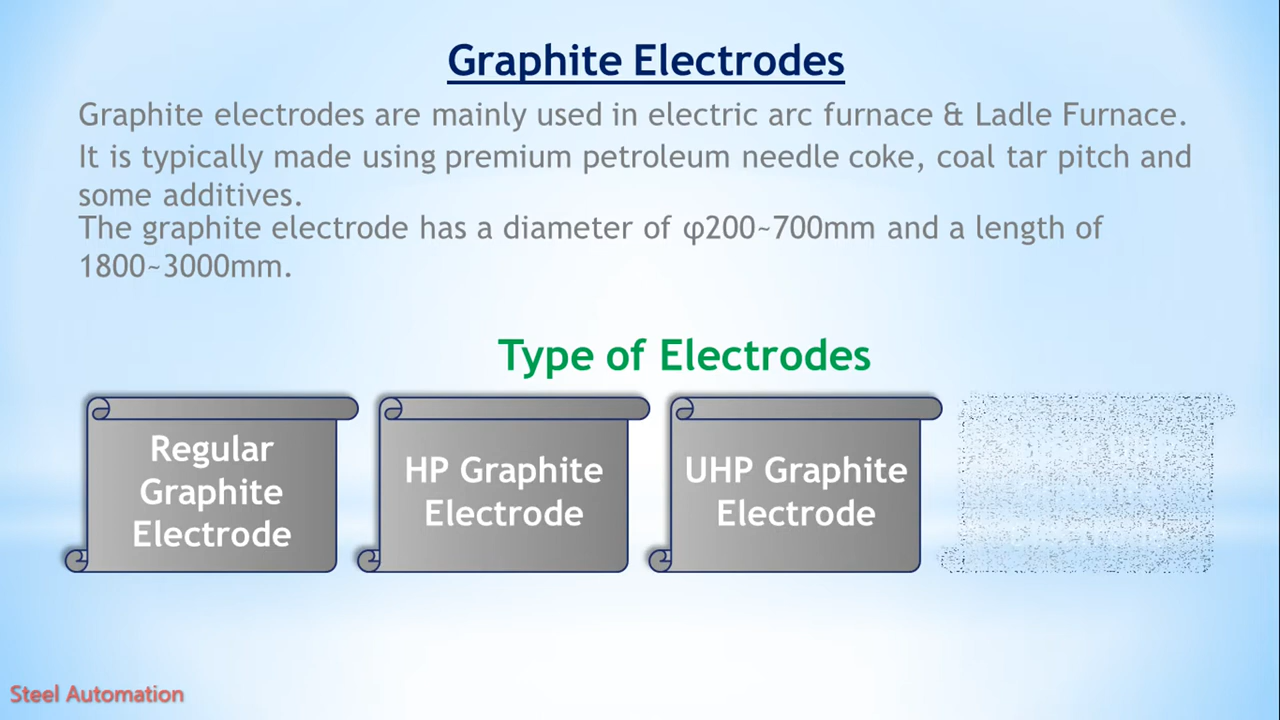 Graphite Electrodes
Graphite electrodes are mainly used in electric arc furnace & Ladle Furnace.
It is typically made using premium petroleum needle coke, coal tar pitch and
some additives.
The graphite electrode has a diameter of φ200~700mm and a length of
1800~3000mm.
Type of Electrodes
Regular
Graphite
Electrode
HP Graphite
Electrode
UHP Graphite
Electrode
Steel Automation